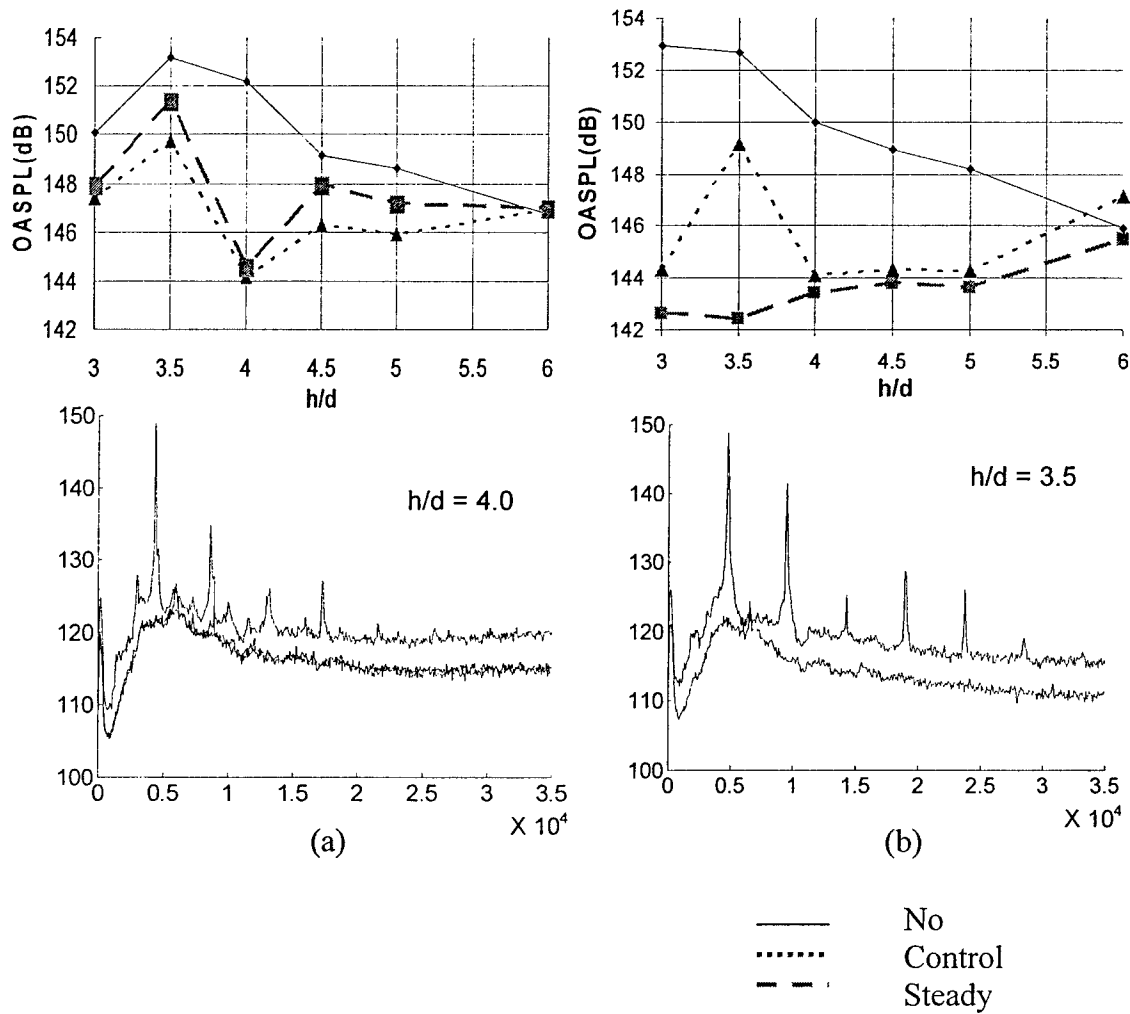 OASPL(dB)
154
152
150
148
146
144
142
3 3.5 4 4.5 5 5.5 6
h/d
OASPL(dB)
154
152
150
148
146
144
142
3 3.5 4 4.5 5 5.5 6
h/d
150
140
130
120
110
100
h/d = 4.0
0 0.5 1 1.5 2 2.5 3 3.5
X 10⁴
(a)
150
140
130
120
110
100
h/d = 3.5
0 0.5 1 1.5 2 2.5 3 3.5
X 10⁴
(b)
No
Control
Steady